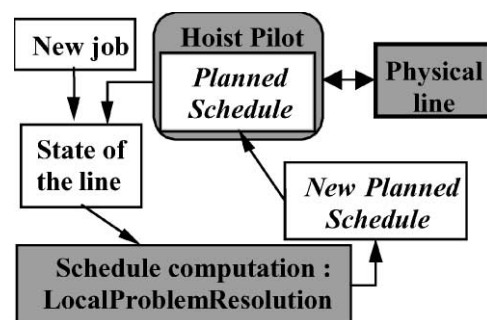 New job
Hoist Pilot
Planned
Schedule
Physical
line
State of
the line
New Planned
Schedule
Schedule computation :
LocalProblemResolution